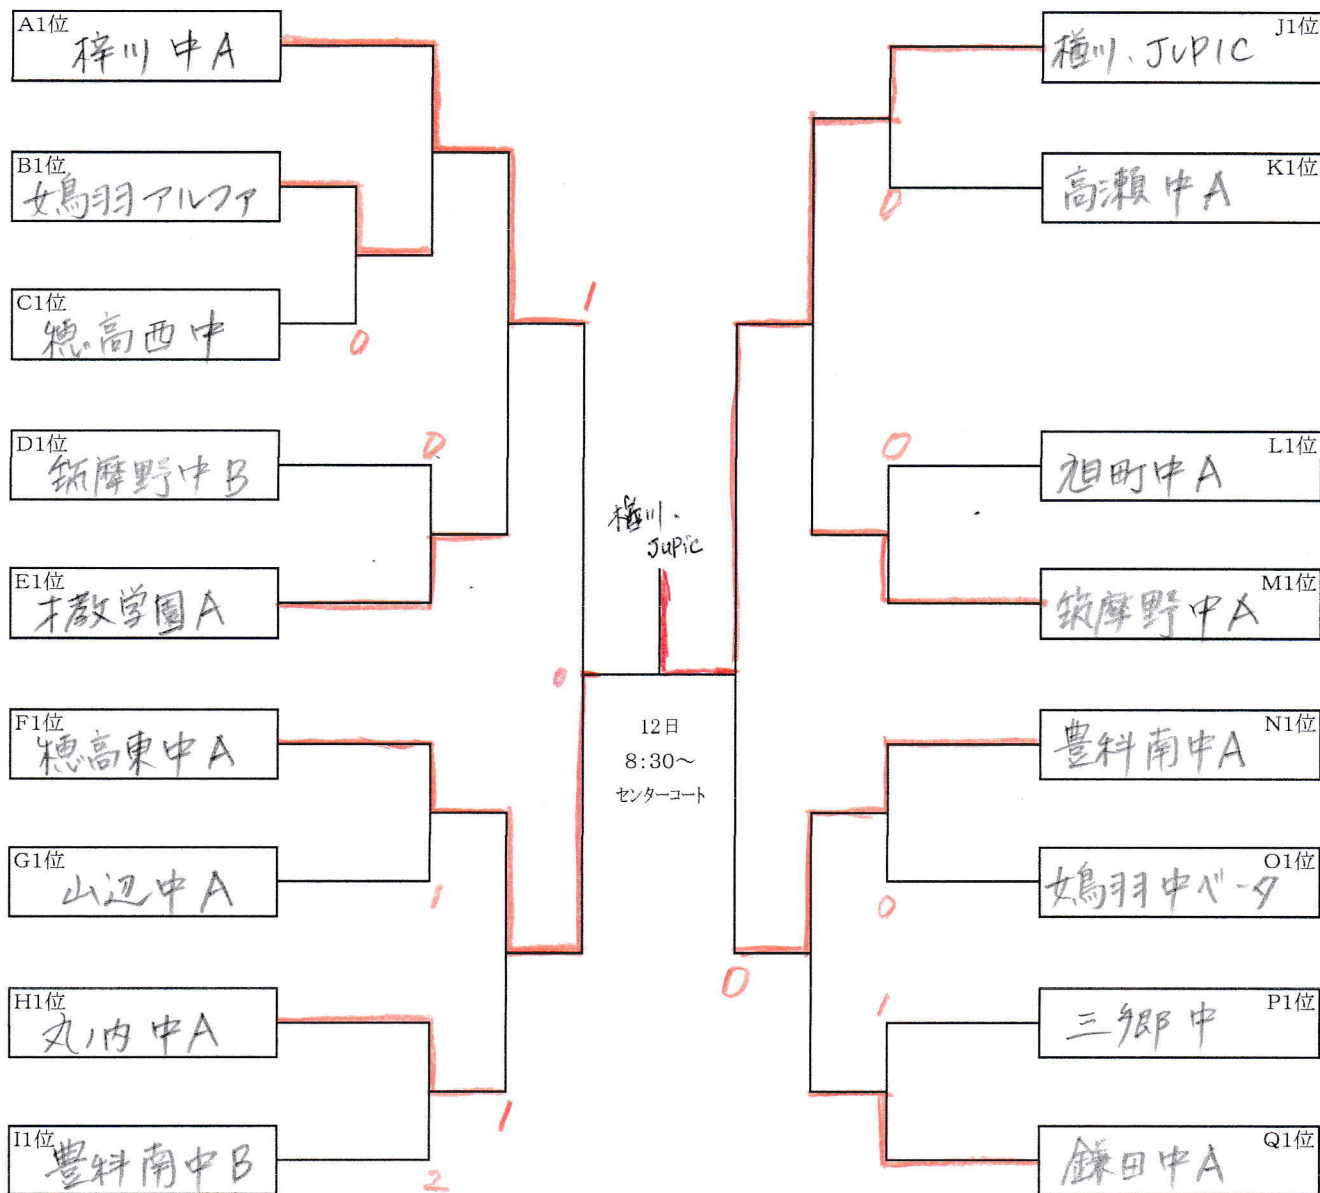 A1位
梓川中A
B1位
女鳥羽アルファ
C1位
穂高西中
0
D1位
筑摩野中B
0
E1位
才教学園A
1
F1位
穂高東中A
G1位
山辺中A
1
H1位
丸ノ内中A
1
I1位
豊科南中B
2
楢川、
JUPiC
0
12日
8:30～
センターコート
J1位
楢川、JUPIC
K1位
高瀬中A
0
L1位
旭町中A
0
M1位
筑摩野中A
N1位
豊科南中A
O1位
女鳥羽中ベータ
0
0
P1位
三郷中
1
Q1位
鎌田中A